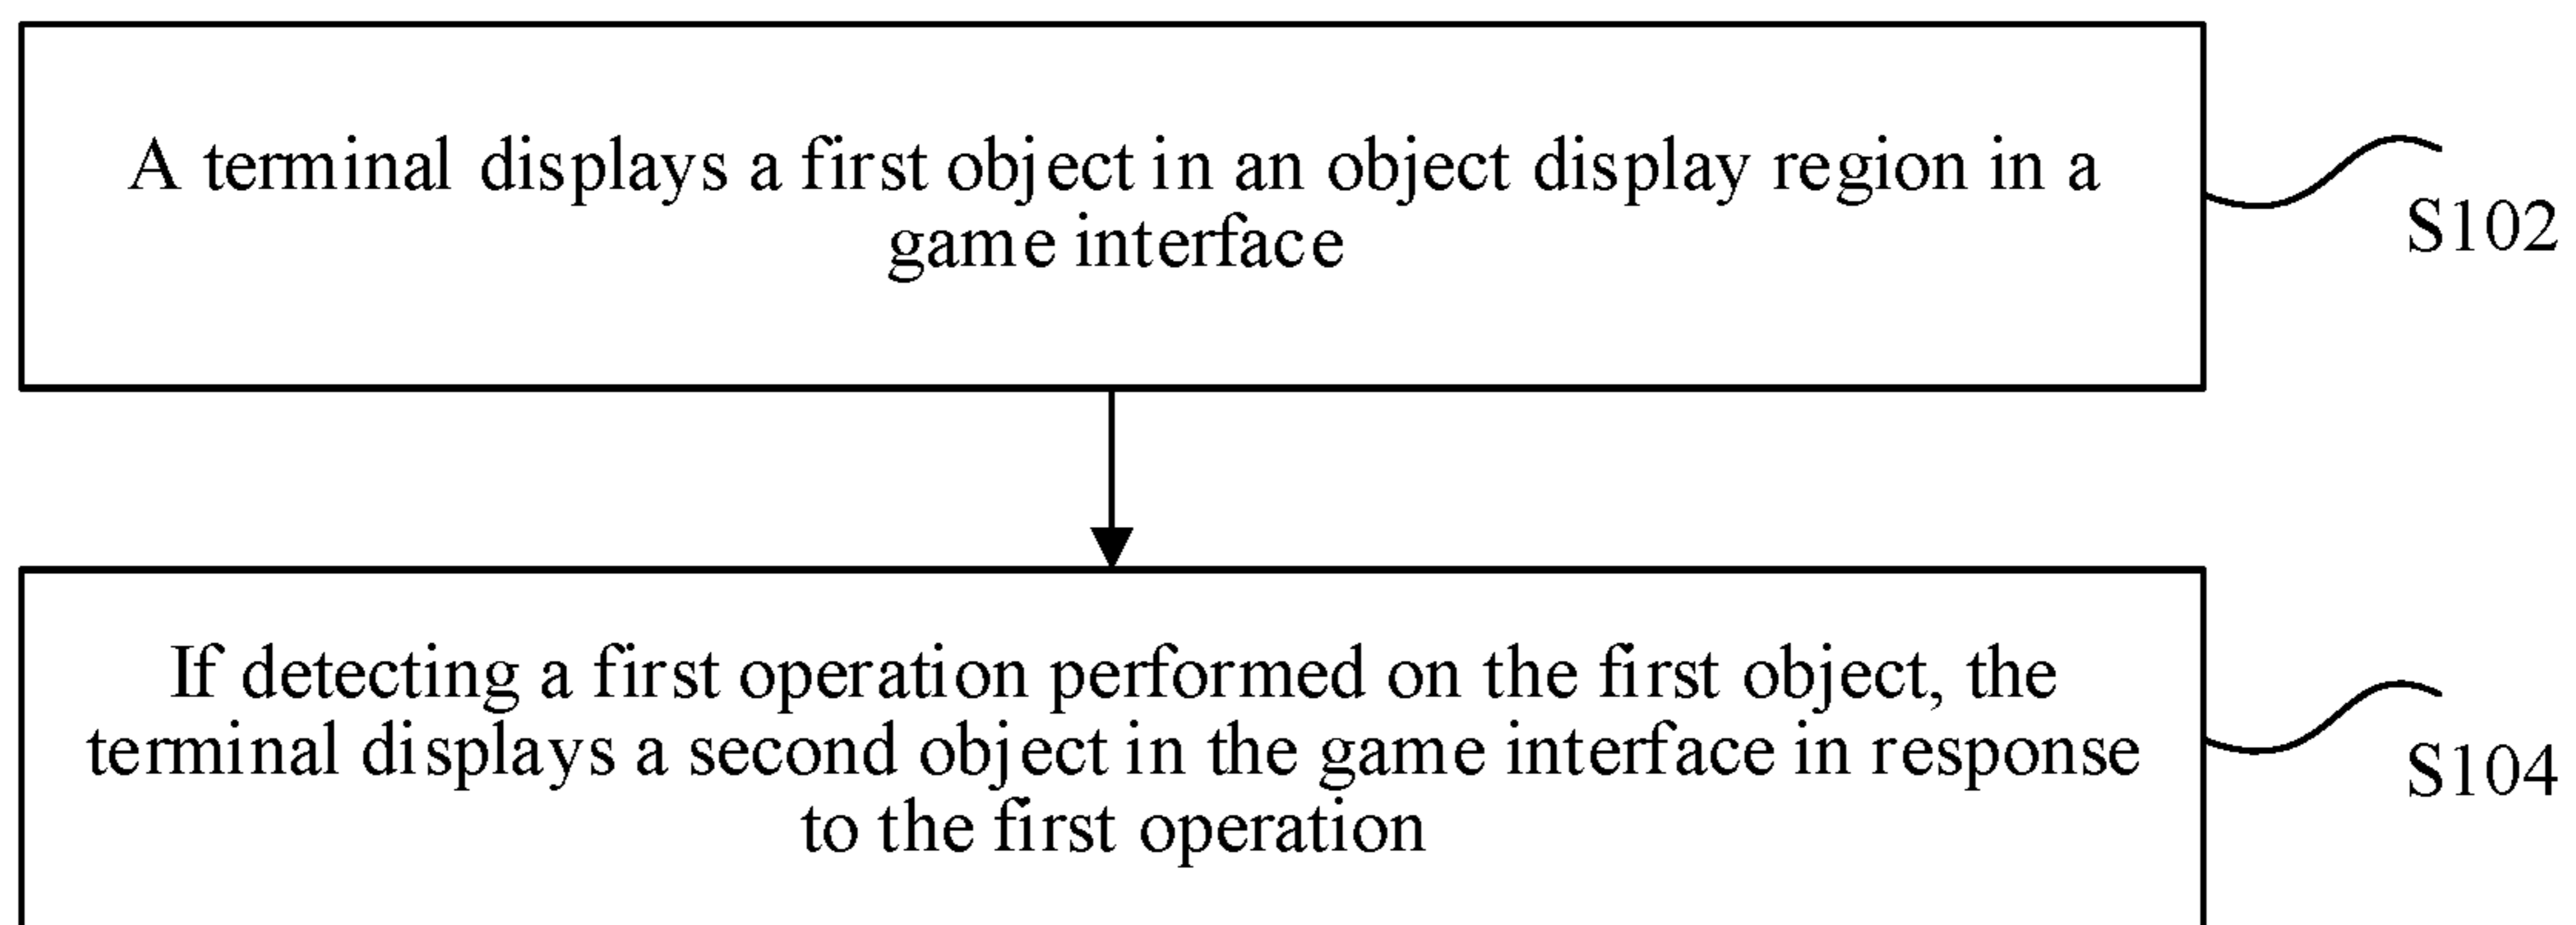 A terminal displays a first object in an object display region in a
game interface
S102
If detecting a first operation performed on the first object, the
terminal displays a second object in the game interface in response
to the first operation
S104